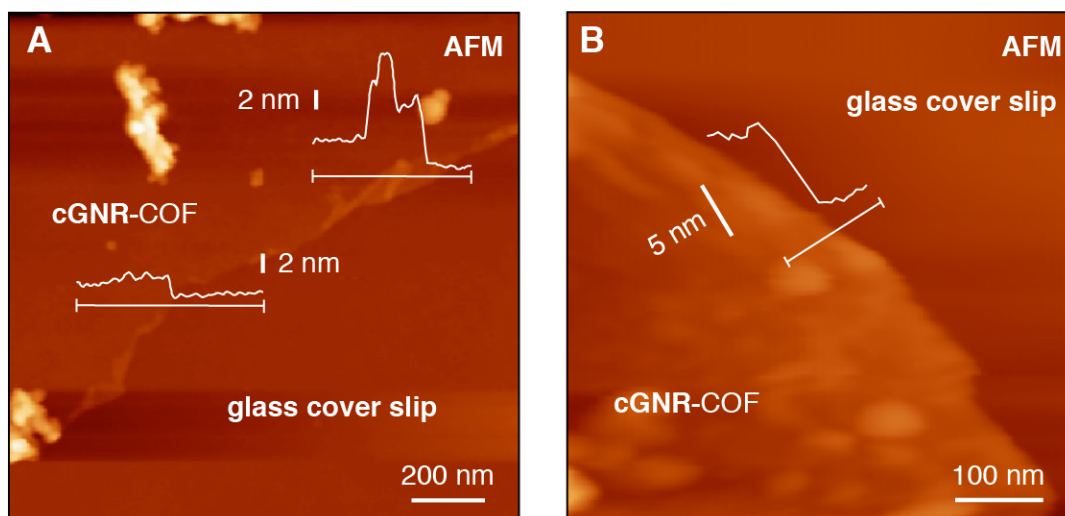 A
AFM
2 nm
cGNR-COF
2 nm
glass cover slip
200 nm
B
AFM
glass cover slip
5 nm
cGNR-COF
100 nm